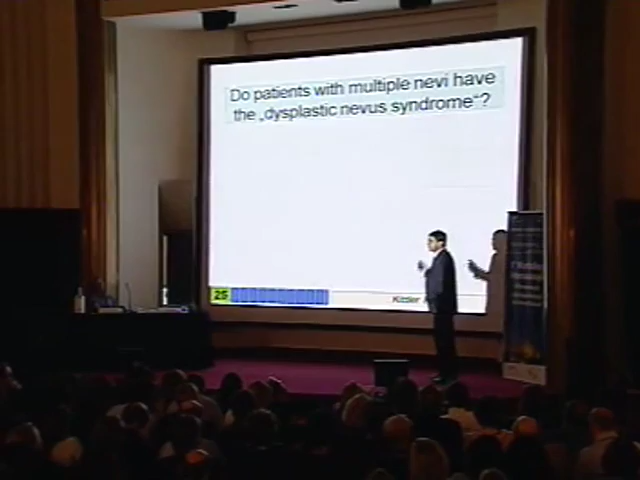 Do patients with multiple nevi have
the „dysplastic nevus syndrome“?
25
Kittler